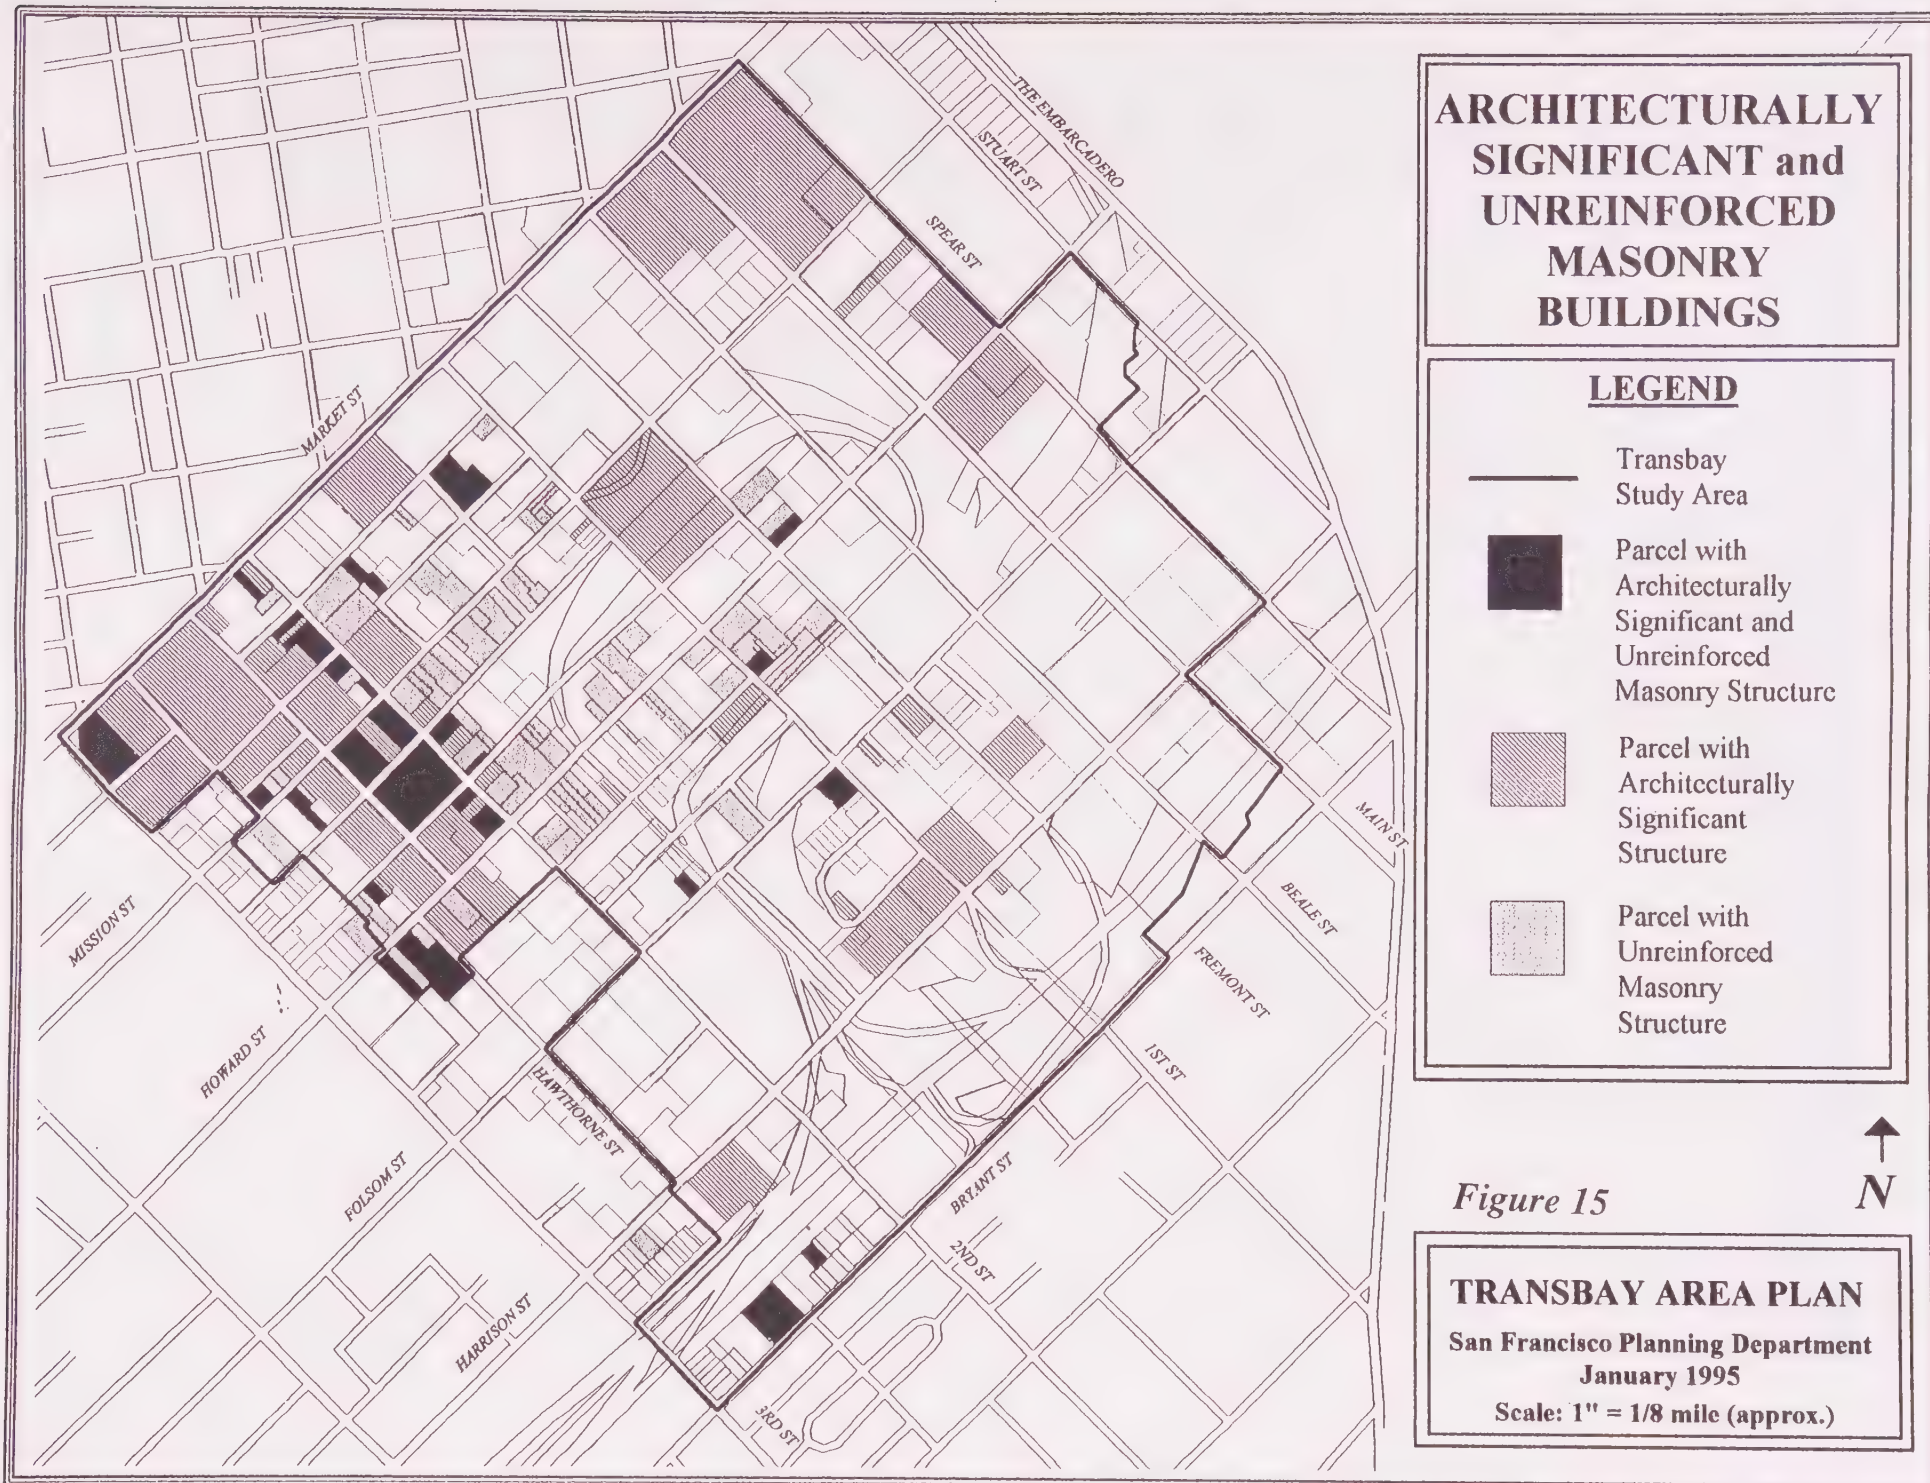 ARCHITECTURALLY
SIGNIFICANT and
UNREINFORCED
MASONRY
BUILDINGS
LEGEND
Transbay
Study Area
Parcel with
Architecturally
Significant and
Unreinforced
Masonry Structure
Parcel with
Architecturally
Significant
Structure
Parcel with
Unreinforced
Masonry
Structure
N
Figure 15
TRANSBAY AREA PLAN
San Francisco Planning Department
January 1995
Scale: 1" = 1/8 mile (approx.)
THE EMBARCADERO
STUART ST
SPEAR ST
MARKET ST
MAIN ST
BEALE ST
FREMONT ST
1ST ST
MISSION ST
HOWARD ST
HAWTHORNE ST
FOLSOM ST
BRYANT ST
2ND ST
HARRISON ST
3RD ST